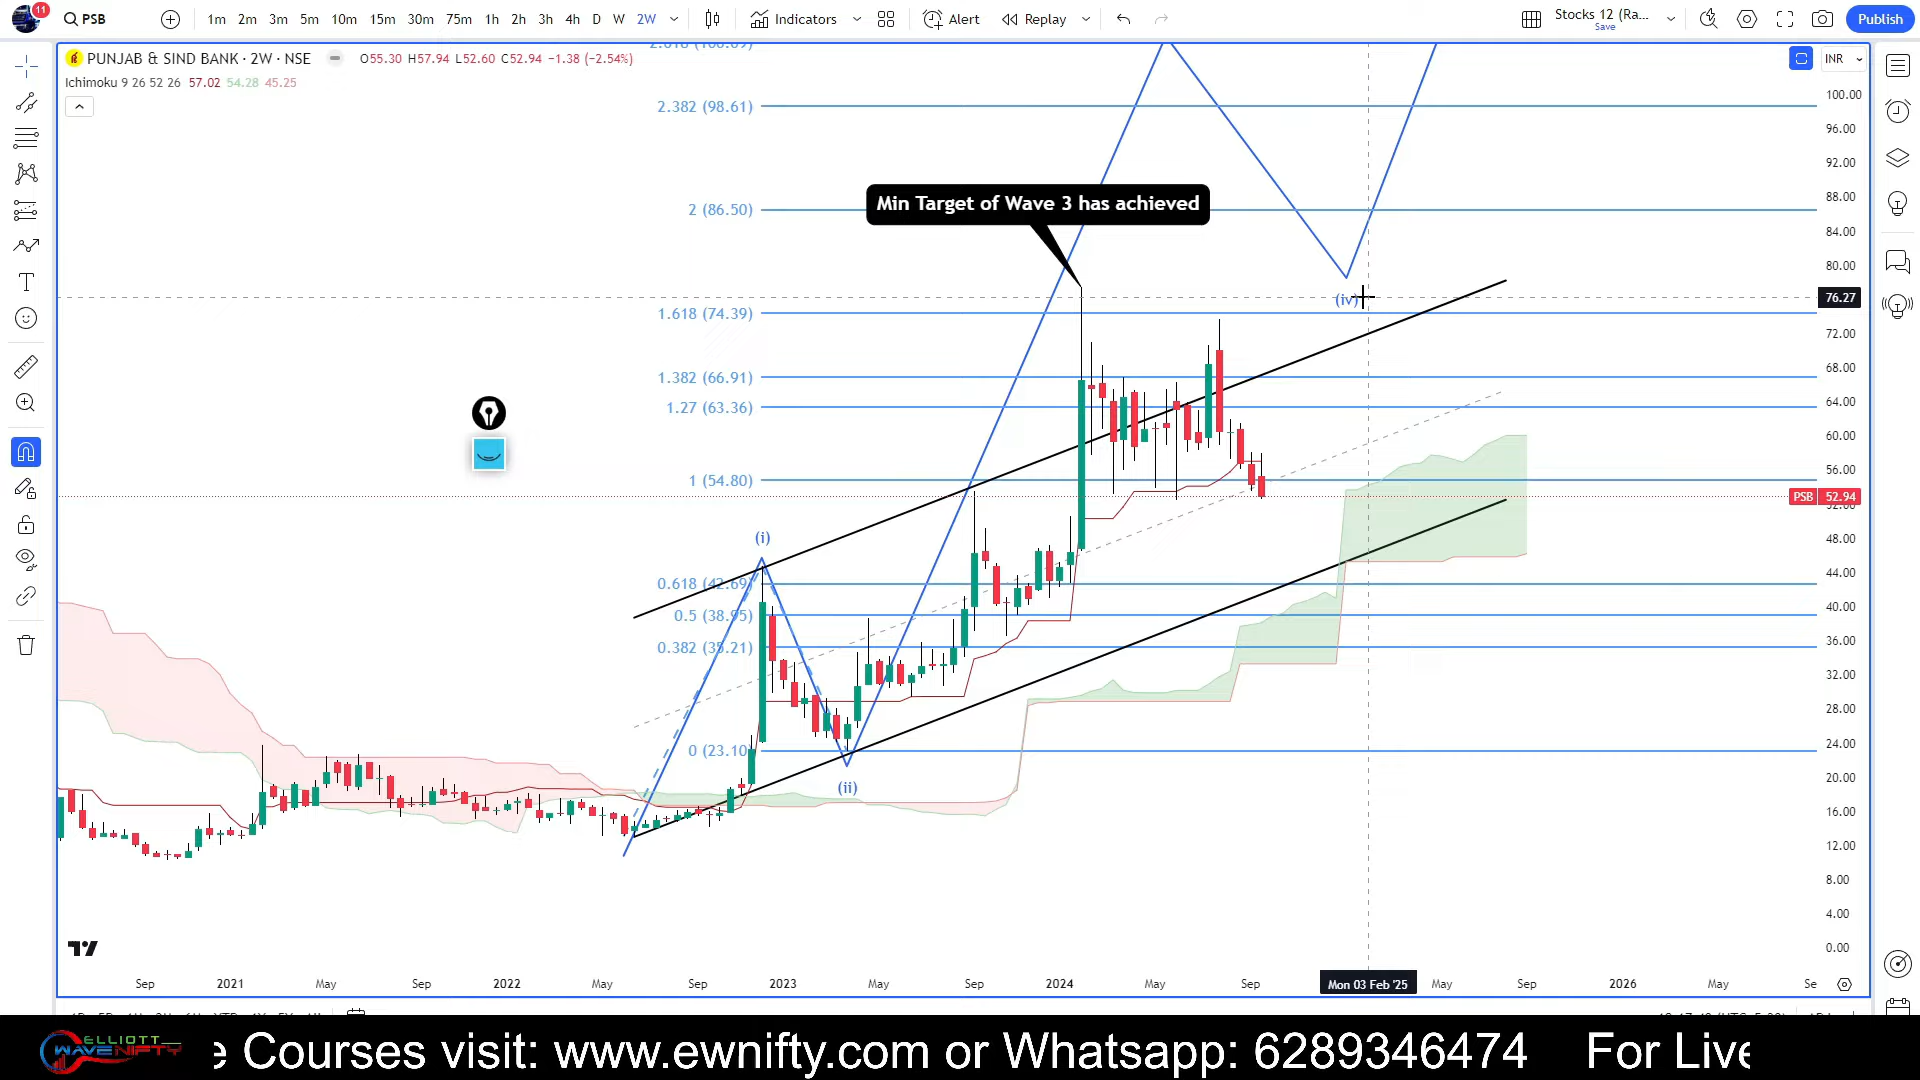 11
PSB
1m 2m 3m 5m 10m 15m 30m 75m 1h 2h 3h 4h D W 2W
Indicators
Alert
Replay
Stocks 12 (Ra...
Save
Publish
PUNJAB & SIND BANK · 2W · NSE
O55.30 H57.94 L52.60 C52.94 −1.38 (−2.54%)
INR
Ichimoku 9 26 52 26 57.02 54.28 45.25
100.00
2.382 (98.61)
96.00
92.00
88.00
Min Target of Wave 3 has achieved
2 (86.50)
84.00
80.00
(iv)
76.27
1.618 (74.39)
72.00
68.00
1.382 (66.91)
64.00
1.27 (63.36)
60.00
56.00
1 (54.80)
PSB 52.94
52.00
48.00
(i)
44.00
0.618 (42.69)
40.00
0.5 (38.95)
36.00
0.382 (35.21)
32.00
28.00
24.00
0 (23.10)
20.00
(ii)
16.00
12.00
8.00
4.00
0.00
Sep 2021 May Sep 2022 May Sep 2023 May Sep 2024 May Sep Mon 03 Feb '25 May Sep 2026 May Se
ELLIOTT
WAVENIFTY
e Courses visit: www.ewnifty.com or Whatsapp: 6289346474 For Live